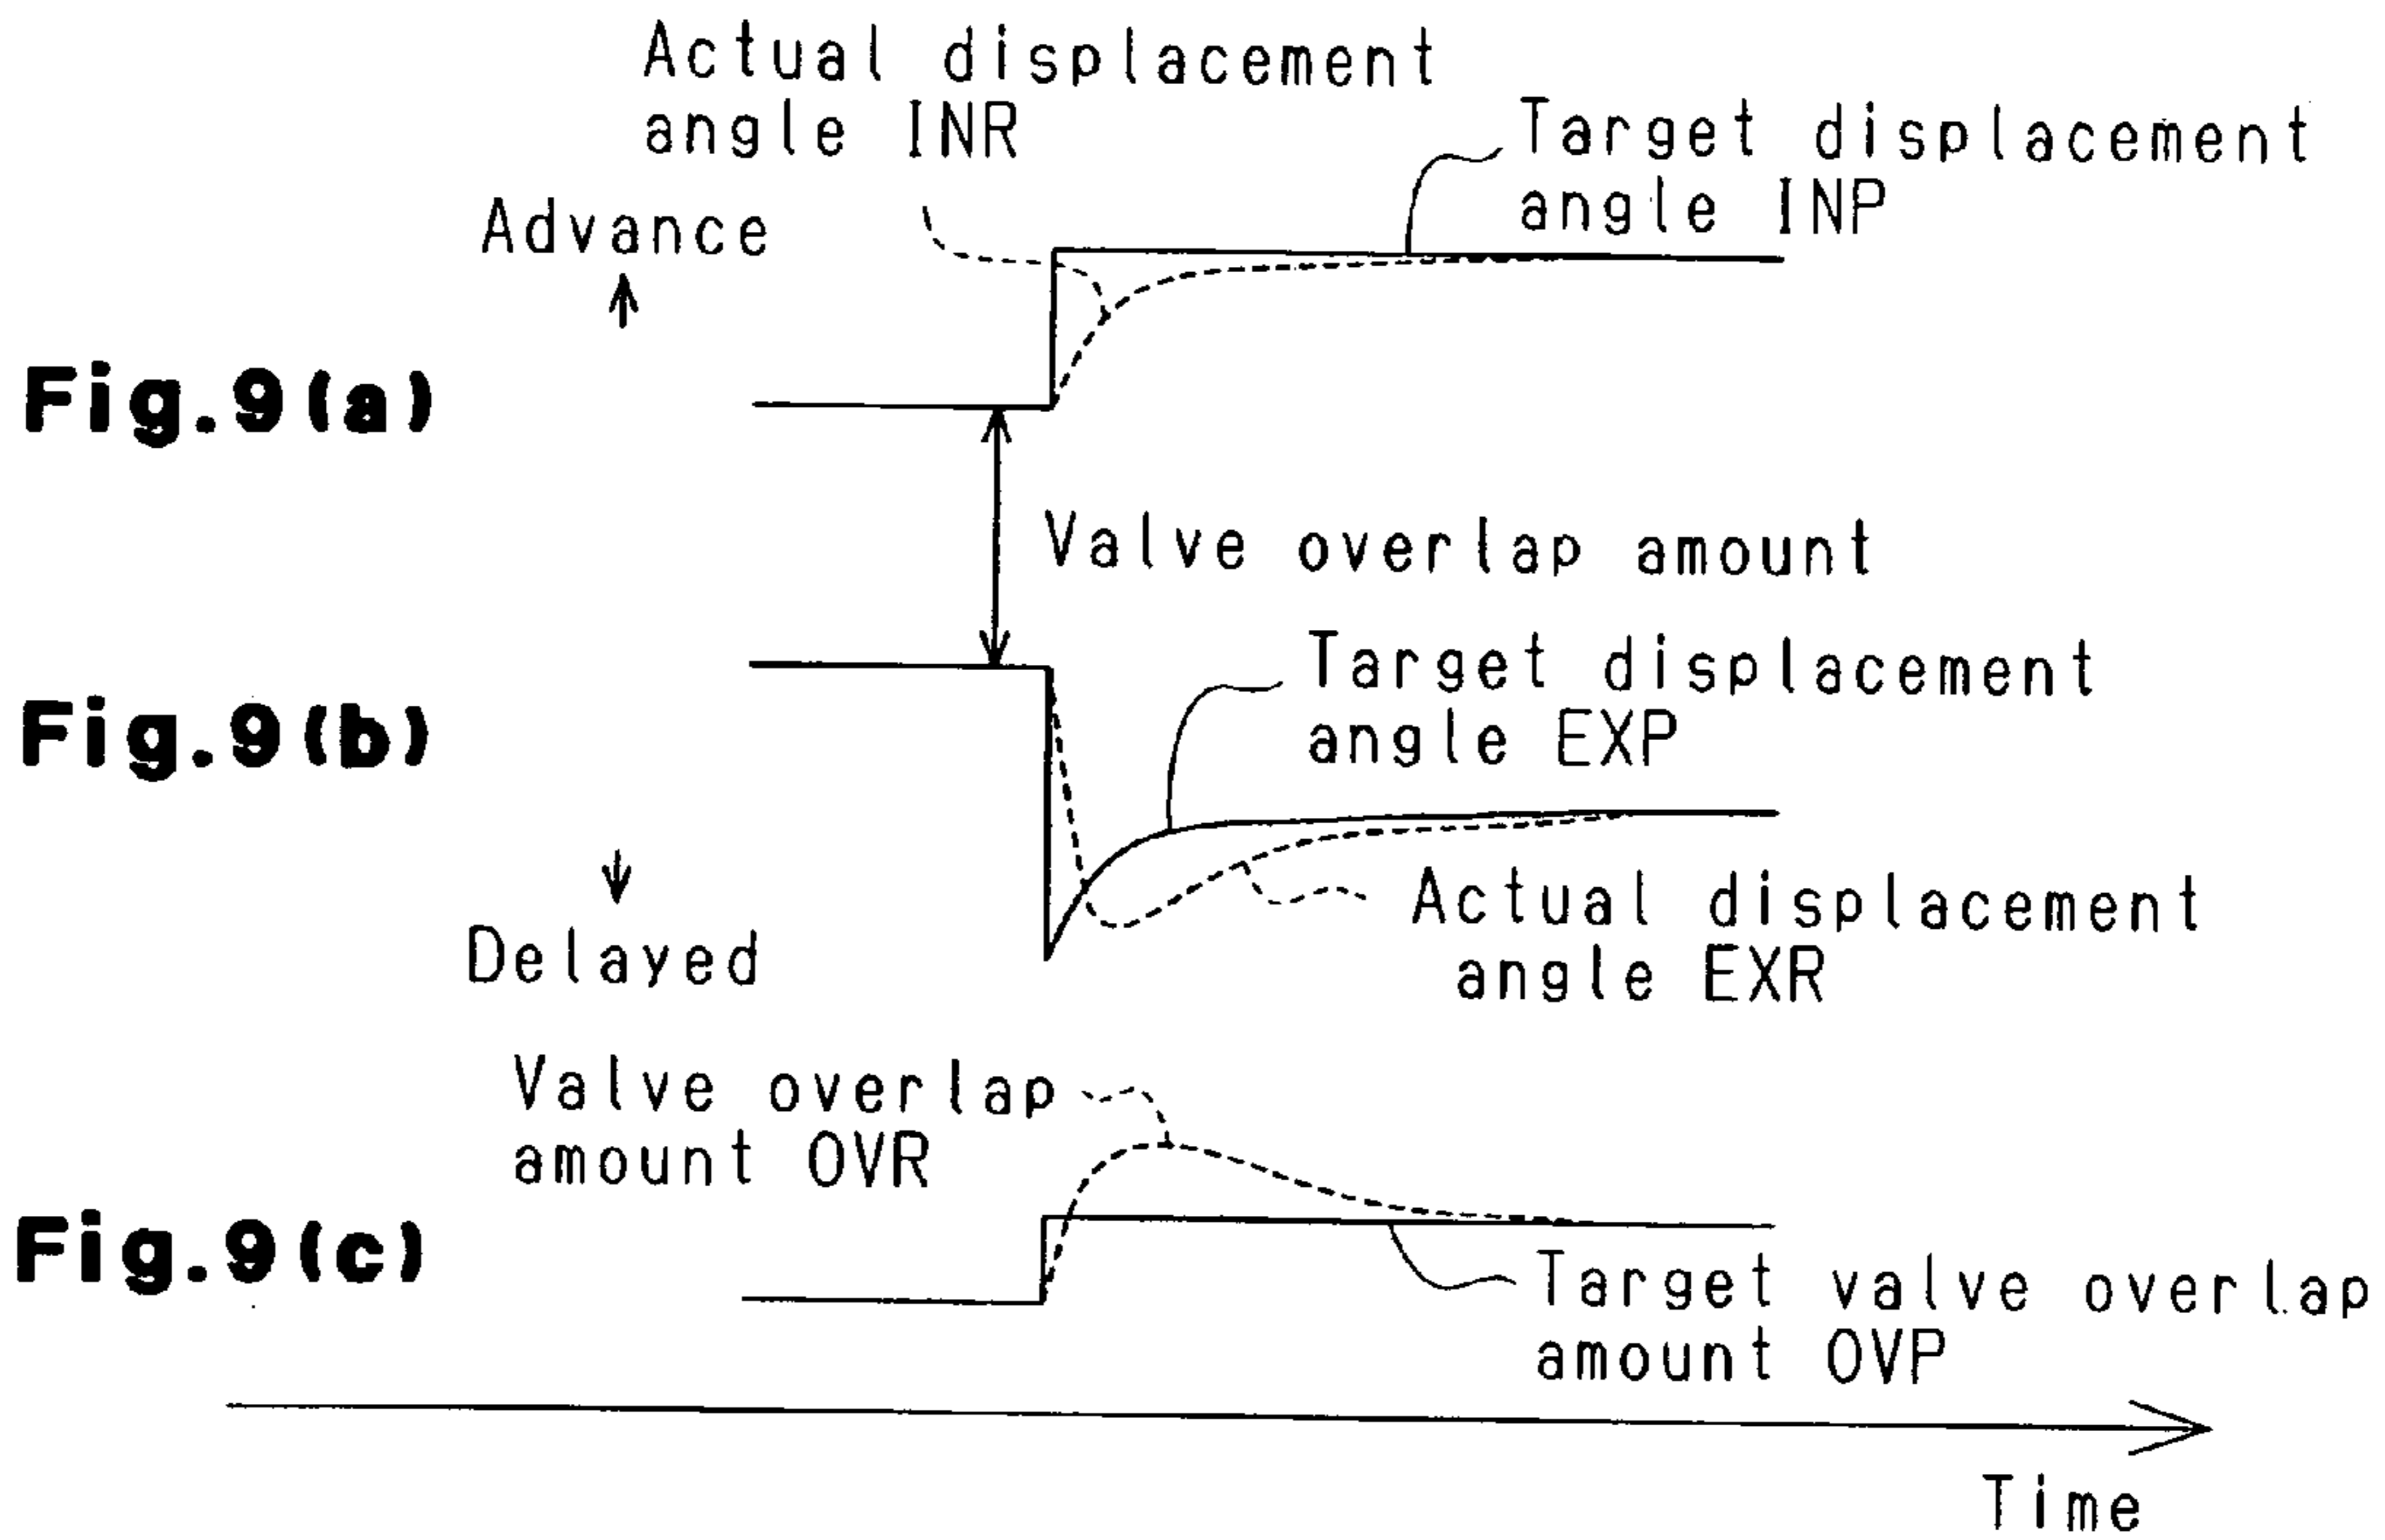 Actual displacement
angle INR
Target displacement
angle INP
Advance
Fig.9(a)
Valve overlap amount
Target displacement
angle EXP
Fig.9(b)
Actual displacement
angle EXR
Delayed
Valve overlap
amount OVR
Fig.9(c)
Target valve overlap
amount OVP
Time